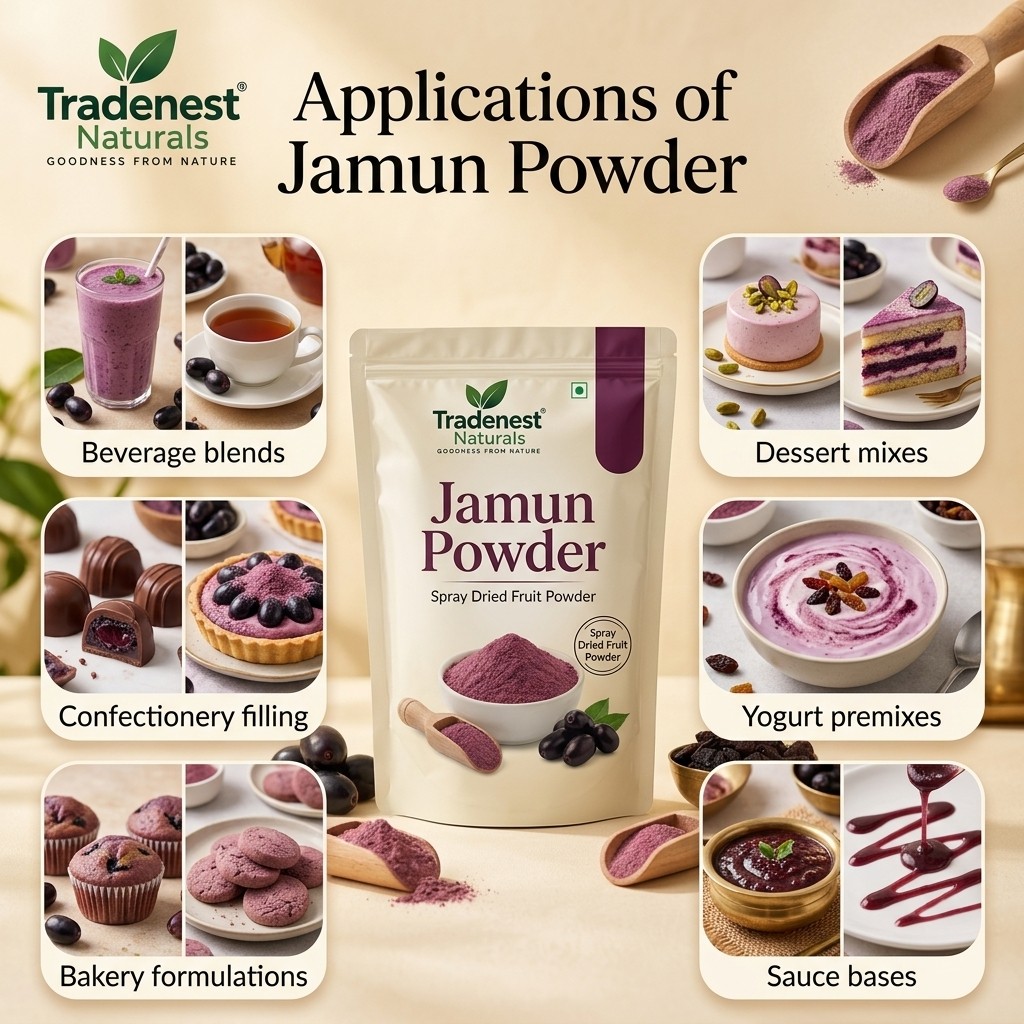 Tradenest®
Naturals
GOODNESS FROM NATURE
Applications of
Jamun Powder
Beverage blends
Confectionery filling
Bakery formulations
Tradenest®
Naturals
GOODNESS FROM NATURE
Jamun
Powder
Spray Dried Fruit Powder
Spray
Dried Fruit
Powder
Dessert mixes
Yogurt premixes
Sauce bases